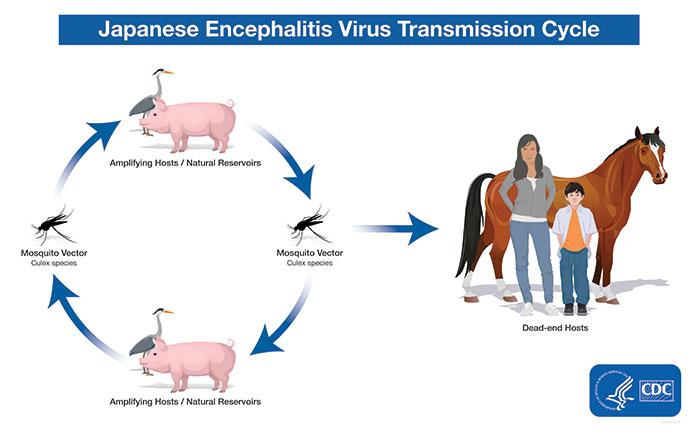 Japanese Encephalitis Virus Transmission Cycle
Amplifying Hosts / Natural Reservoirs
Mosquito Vector
Culex species
Mosquito Vector
Culex species
Amplifying Hosts / Natural Reservoirs
Dead-end Hosts
CDC